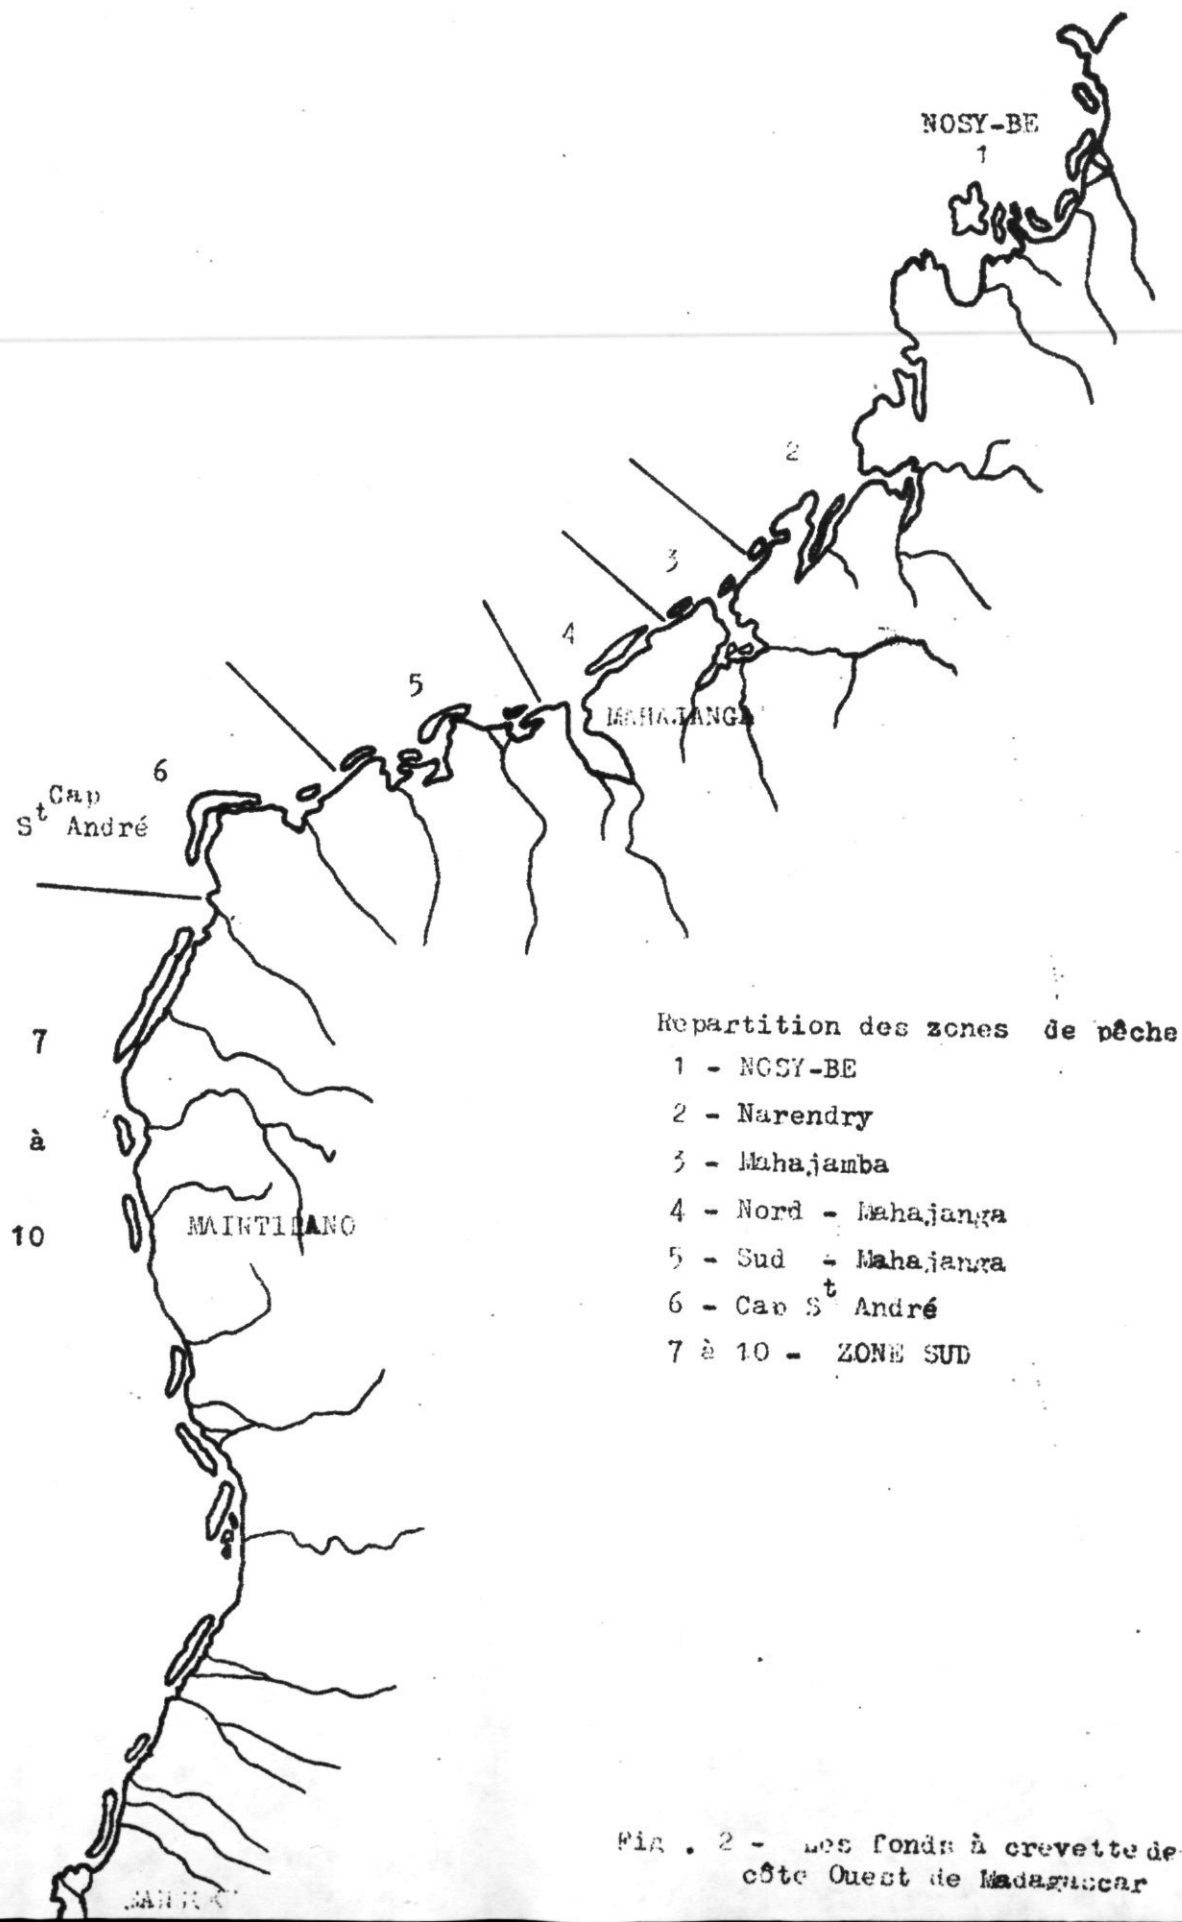 NOSY-BE
1
2
3
4
MAHAJANGA
5
6
Cap
St André
7
à
10
MAINTIRANO
Repartition des zones de pêche
1 - NOSY-BE
2 - Narendry
3 - Mahajamba
4 - Nord - Mahajanga
5 - Sud - Mahajanga
6 - Cap St André
7 à 10 - ZONE SUD
Fig . 2 - Les fonds à crevette de
côte Ouest de Madagascar